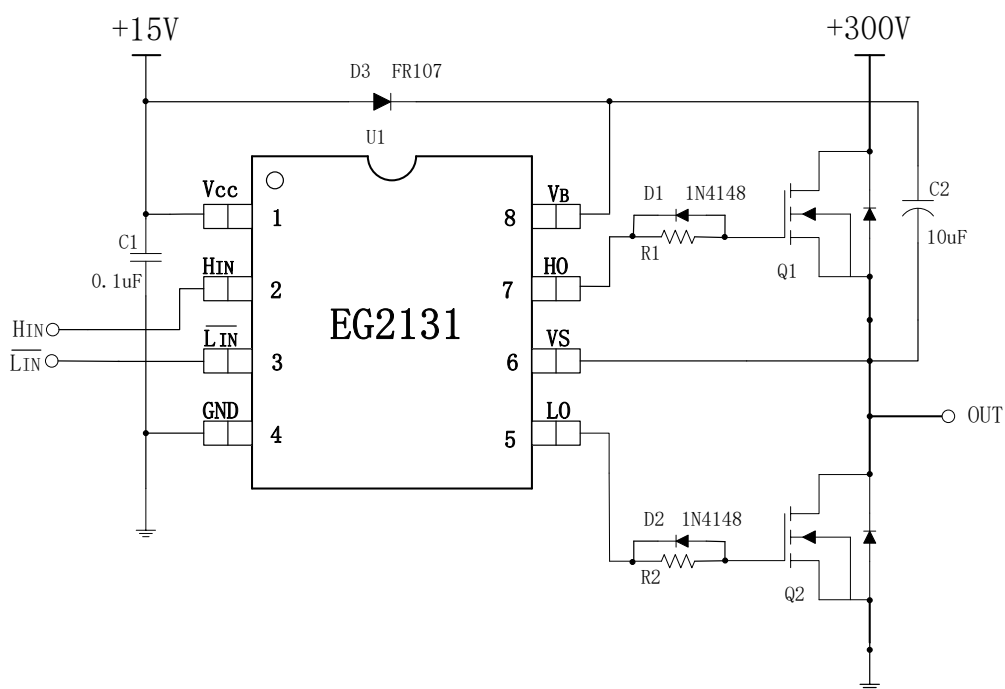 +15V
+300V
D3 FR107
U1
Vcc
1
8
VB
D1 1N4148
C2
10uF
C1
0.1uF
R1
Q1
HIN
2
7
HO
EG2131
HIN
LIN
LIN
3
6
VS
GND
4
5
LO
OUT
D2 1N4148
R2
Q2